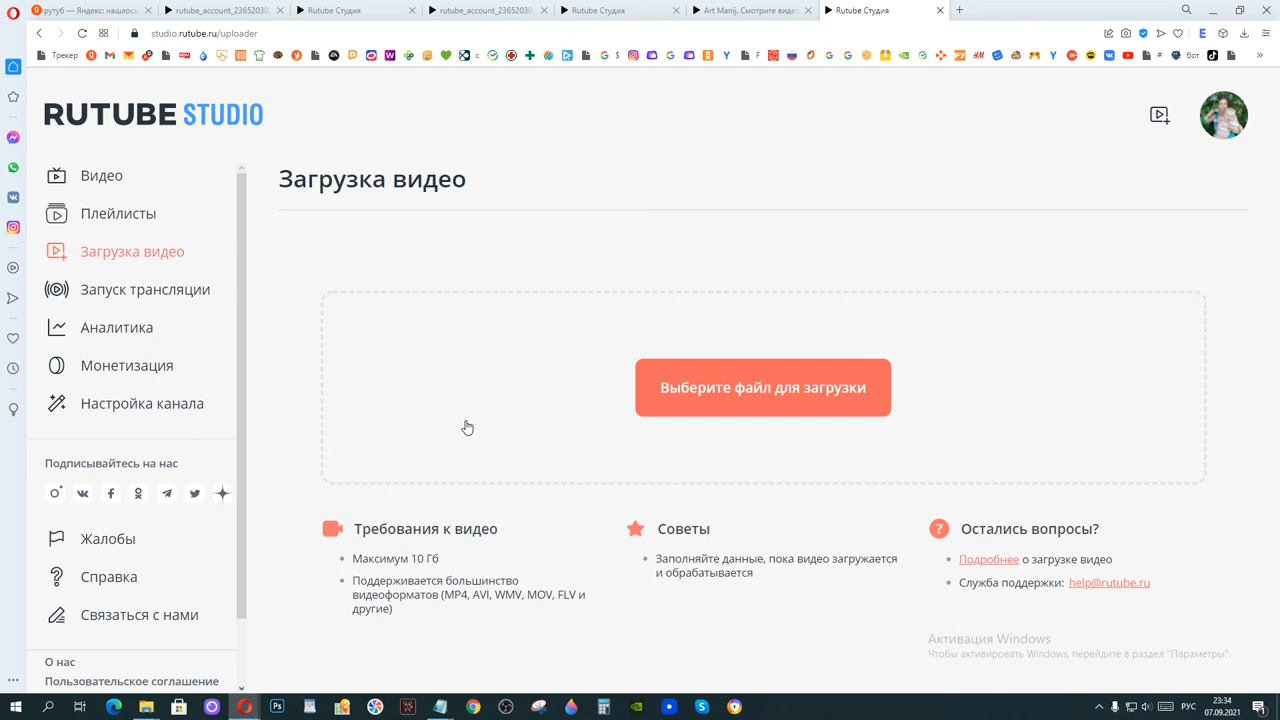 рутуб — Яндекс: нашлось
rutube_account_23652030.
Rutube Студия
rutube_account_23652030.
Rutube Студия
Art Manij. Смотрите видео
Rutube Студия
studio.rutube.ru/uploader
Трекер
бот
RUTUBE STUDIO
Видео
Плейлисты
Загрузка видео
Запуск трансляции
Аналитика
Монетизация
Настройка канала
Подписывайтесь на нас
Жалобы
Справка
Связаться с нами
О нас
Пользовательское соглашение
Загрузка видео
Выберите файл для загрузки
Требования к видео
Максимум 10 Гб
Поддерживается большинство
видеоформатов (MP4, AVI, WMV, MOV, FLV и
другие)
Советы
Заполняйте данные, пока видео загружается
и обрабатывается
Остались вопросы?
Подробнее о загрузке видео
Служба поддержки: help@rutube.ru
Активация Windows
Чтобы активировать Windows, перейдите в раздел "Параметры".
РУС
23:34
07.09.2021